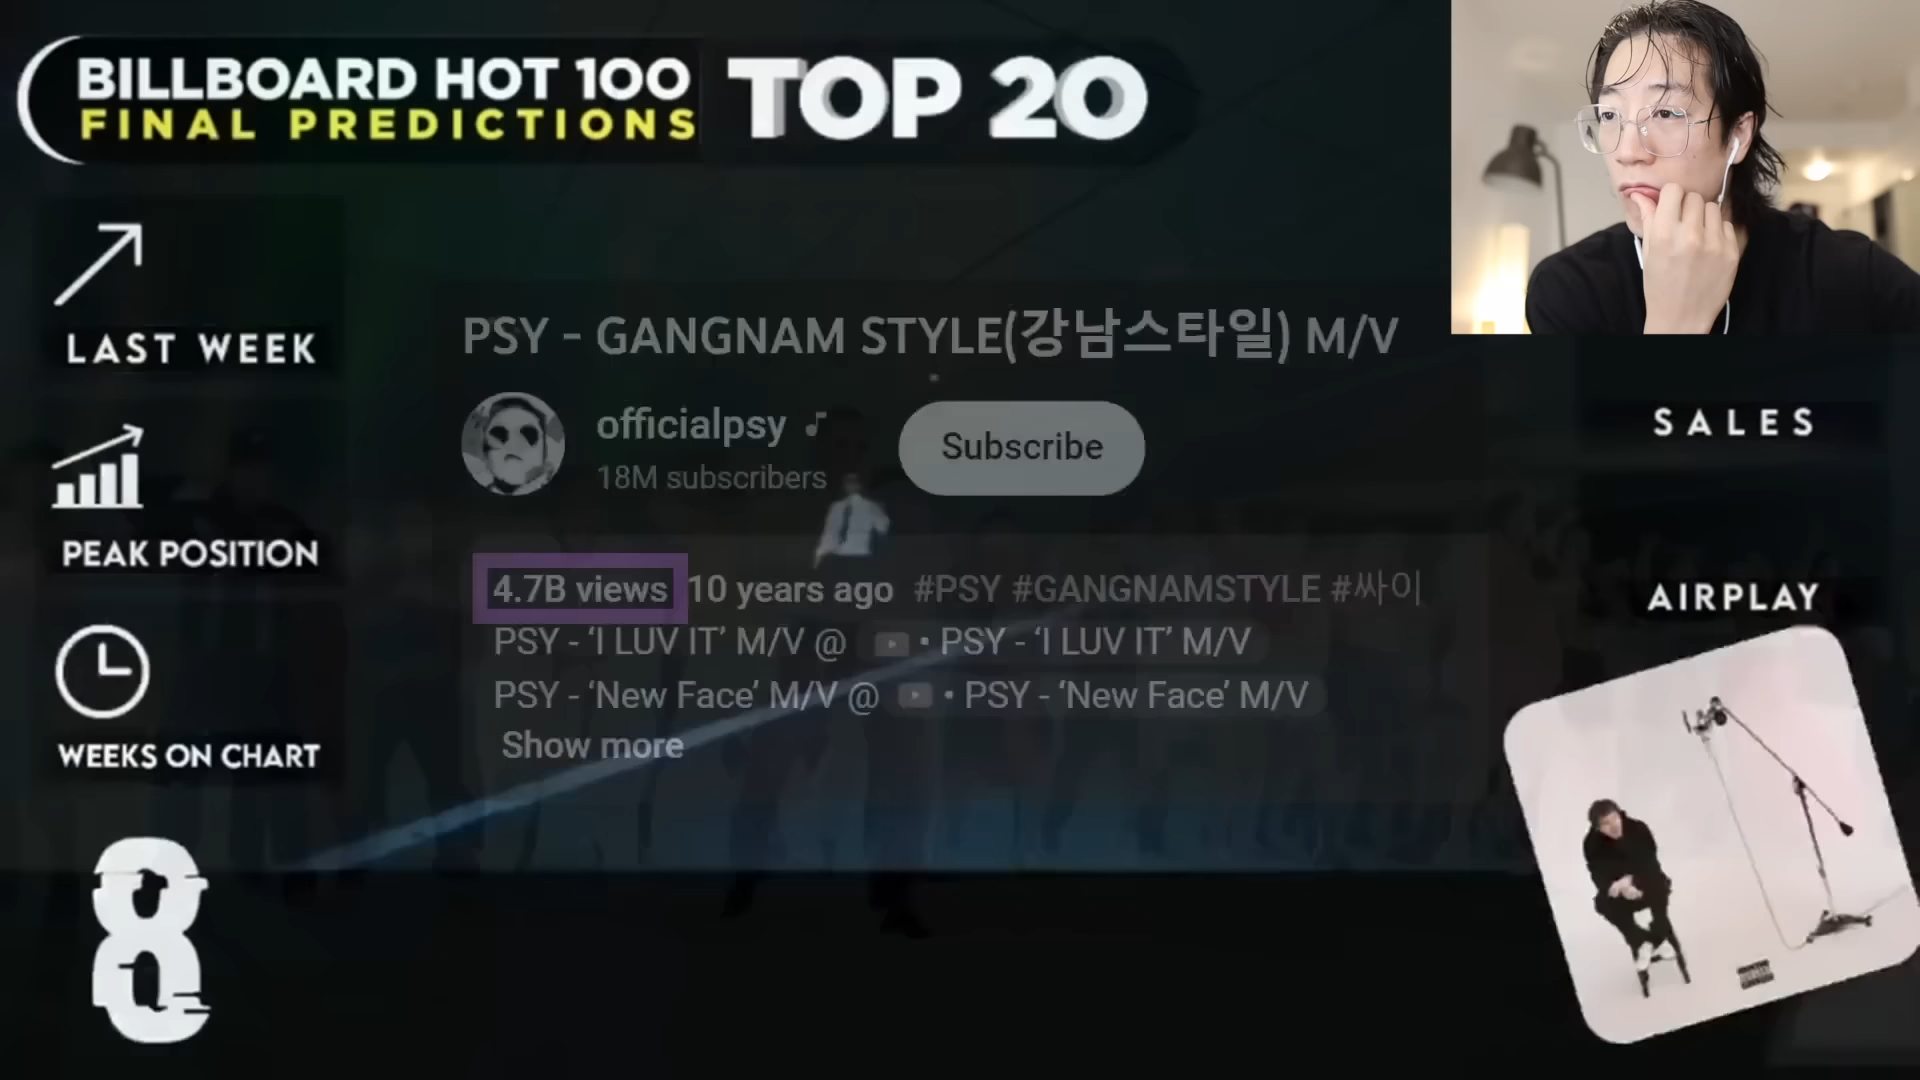 BILLBOARD HOT 100
FINAL PREDICTIONS
TOP 20
LAST WEEK
PEAK POSITION
WEEKS ON CHART
8
PSY - GANGNAM STYLE(강남스타일) M/V
officialpsy
18M subscribers
Subscribe
4.7B views 10 years ago #PSY #GANGNAMSTYLE #싸이
PSY - ‘I LUV IT’ M/V @ • PSY - ‘I LUV IT’ M/V
PSY - ‘New Face’ M/V @ • PSY - ‘New Face’ M/V
Show more
SALES
AIRPLAY